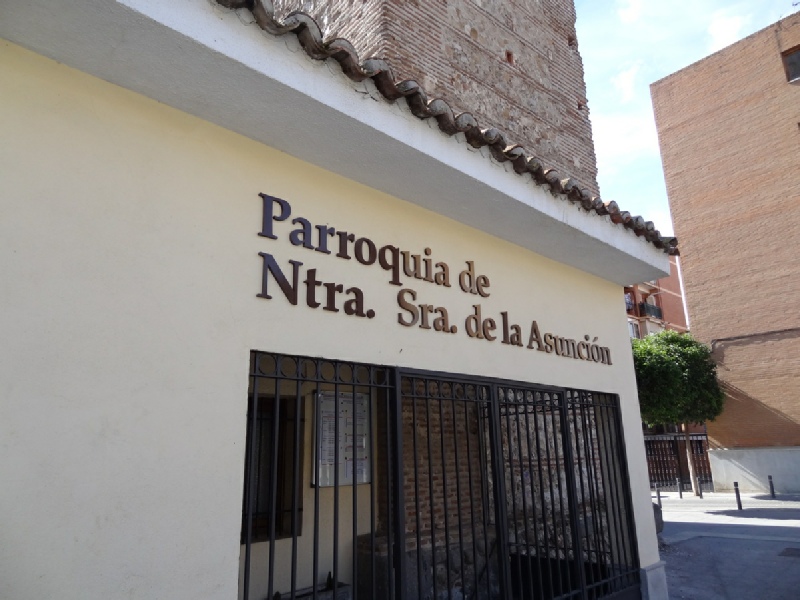 Parroquia de
Ntra. Sra. de la Asunción